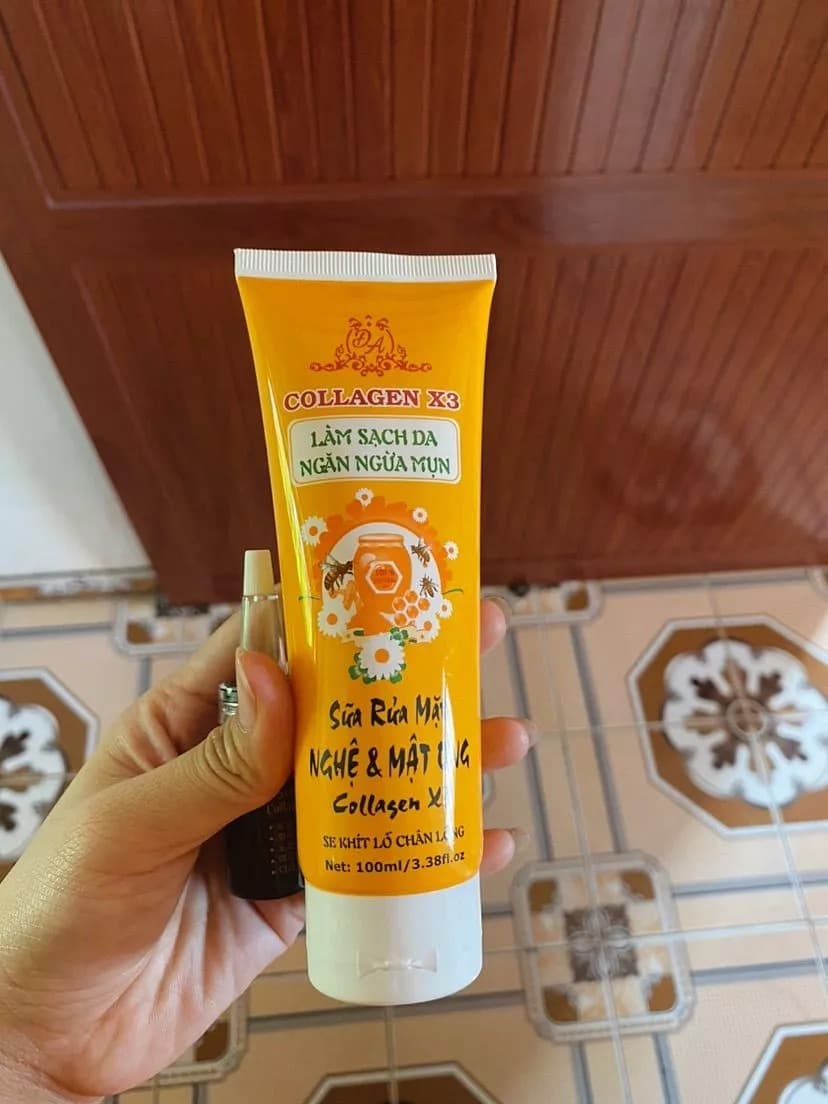 ĐA
COLLAGEN X3
LÀM SẠCH DA
NGĂN NGỪA MỤN
Sữa Rửa Mặt
NGHỆ & MẬT ONG
Collagen X3
SE KHÍT LỖ CHÂN LÔNG
Net: 100ml/3.38fl.oz